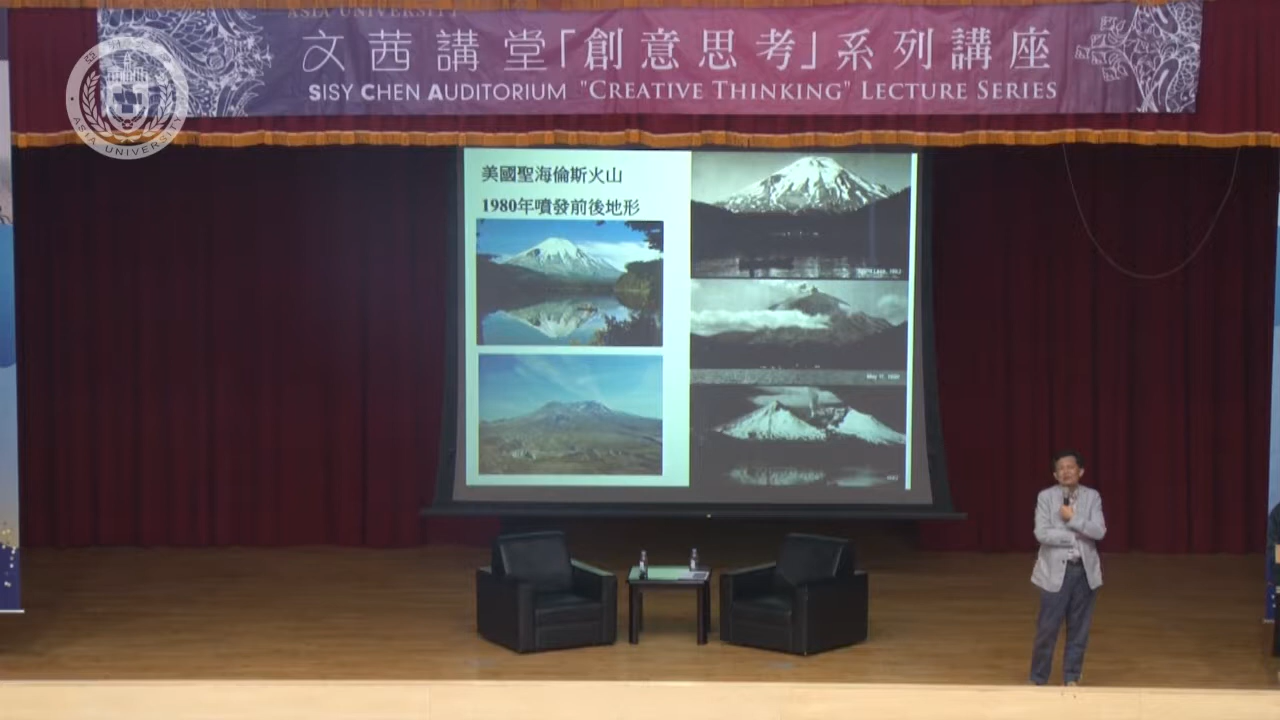 ASIA UNIVERSITY
文茜講堂「創意思考」系列講座
SISY CHEN AUDITORIUM "CREATIVE THINKING" LECTURE SERIES
ASIA UNIVERSITY
美國聖海倫斯火山
1980年噴發前後地形